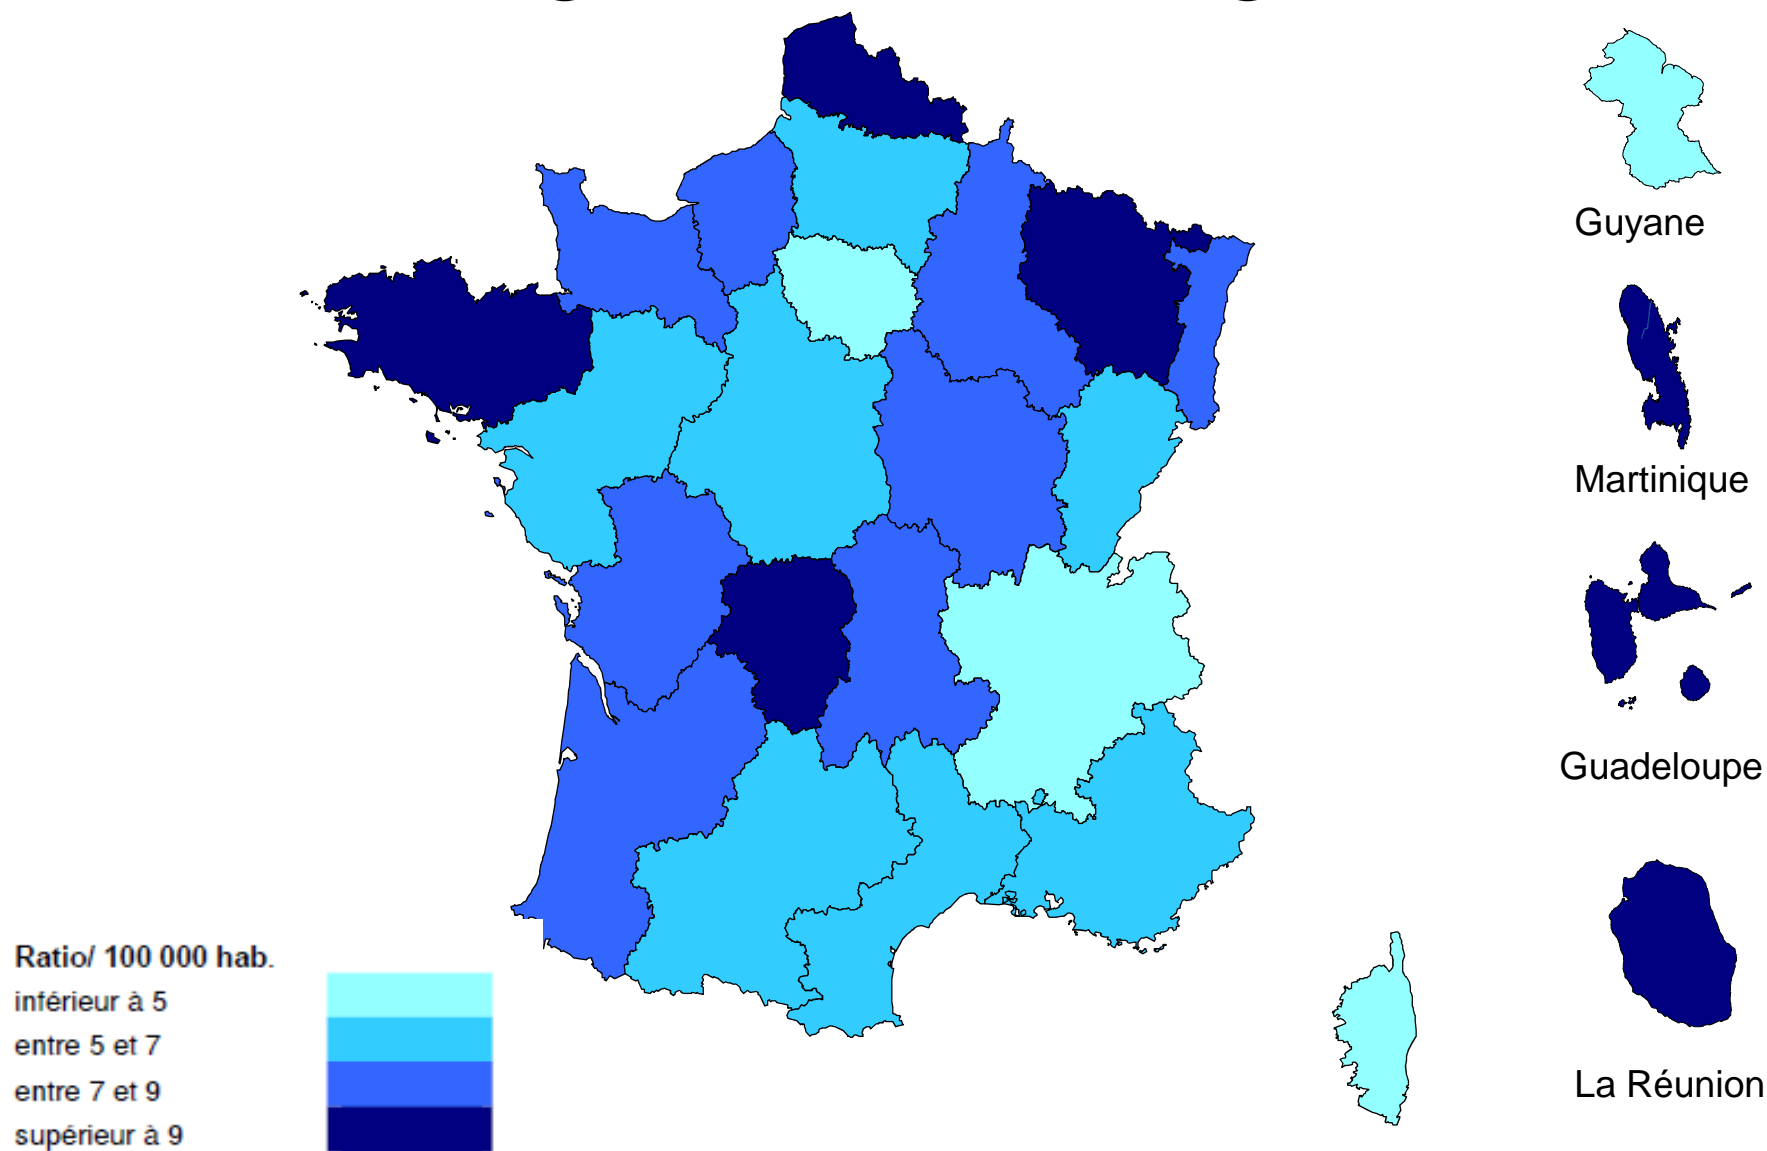 Guyane
Martinique
Guadeloupe
La Réunion
Ratio/ 100 000 hab.
inférieur à 5
entre 5 et 7
entre 7 et 9
supérieur à 9